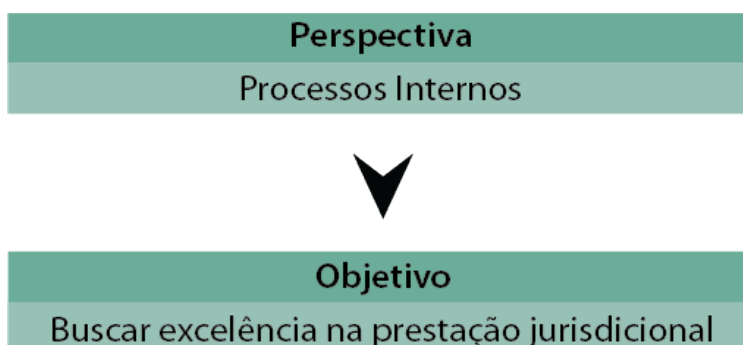 Perspectiva
Processos Internos
Objetivo
Buscar excelência na prestação jurisdicional